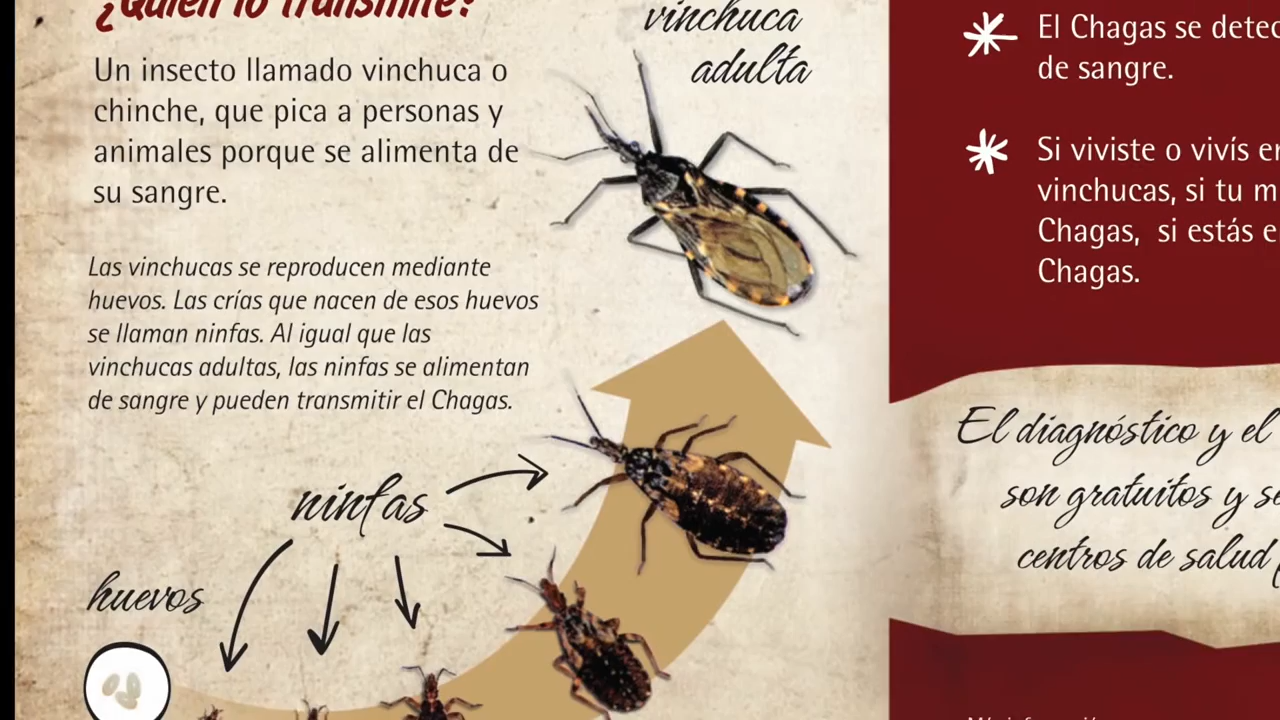 ¿Quién lo transmite?
Un insecto llamado vinchuca o
chinche, que pica a personas y
animales porque se alimenta de
su sangre.
Las vinchucas se reproducen mediante
huevos. Las crías que nacen de esos huevos
se llaman ninfas. Al igual que las
vinchucas adultas, las ninfas se alimentan
de sangre y pueden transmitir el Chagas.
vinchuca
adulta
ninfas
huevos
El Chagas se detec
de sangre.
Si viviste o vivís en
vinchucas, si tu m
Chagas, si estás e
Chagas.
El diagnóstico y el
son gratuitos y se
centros de salud